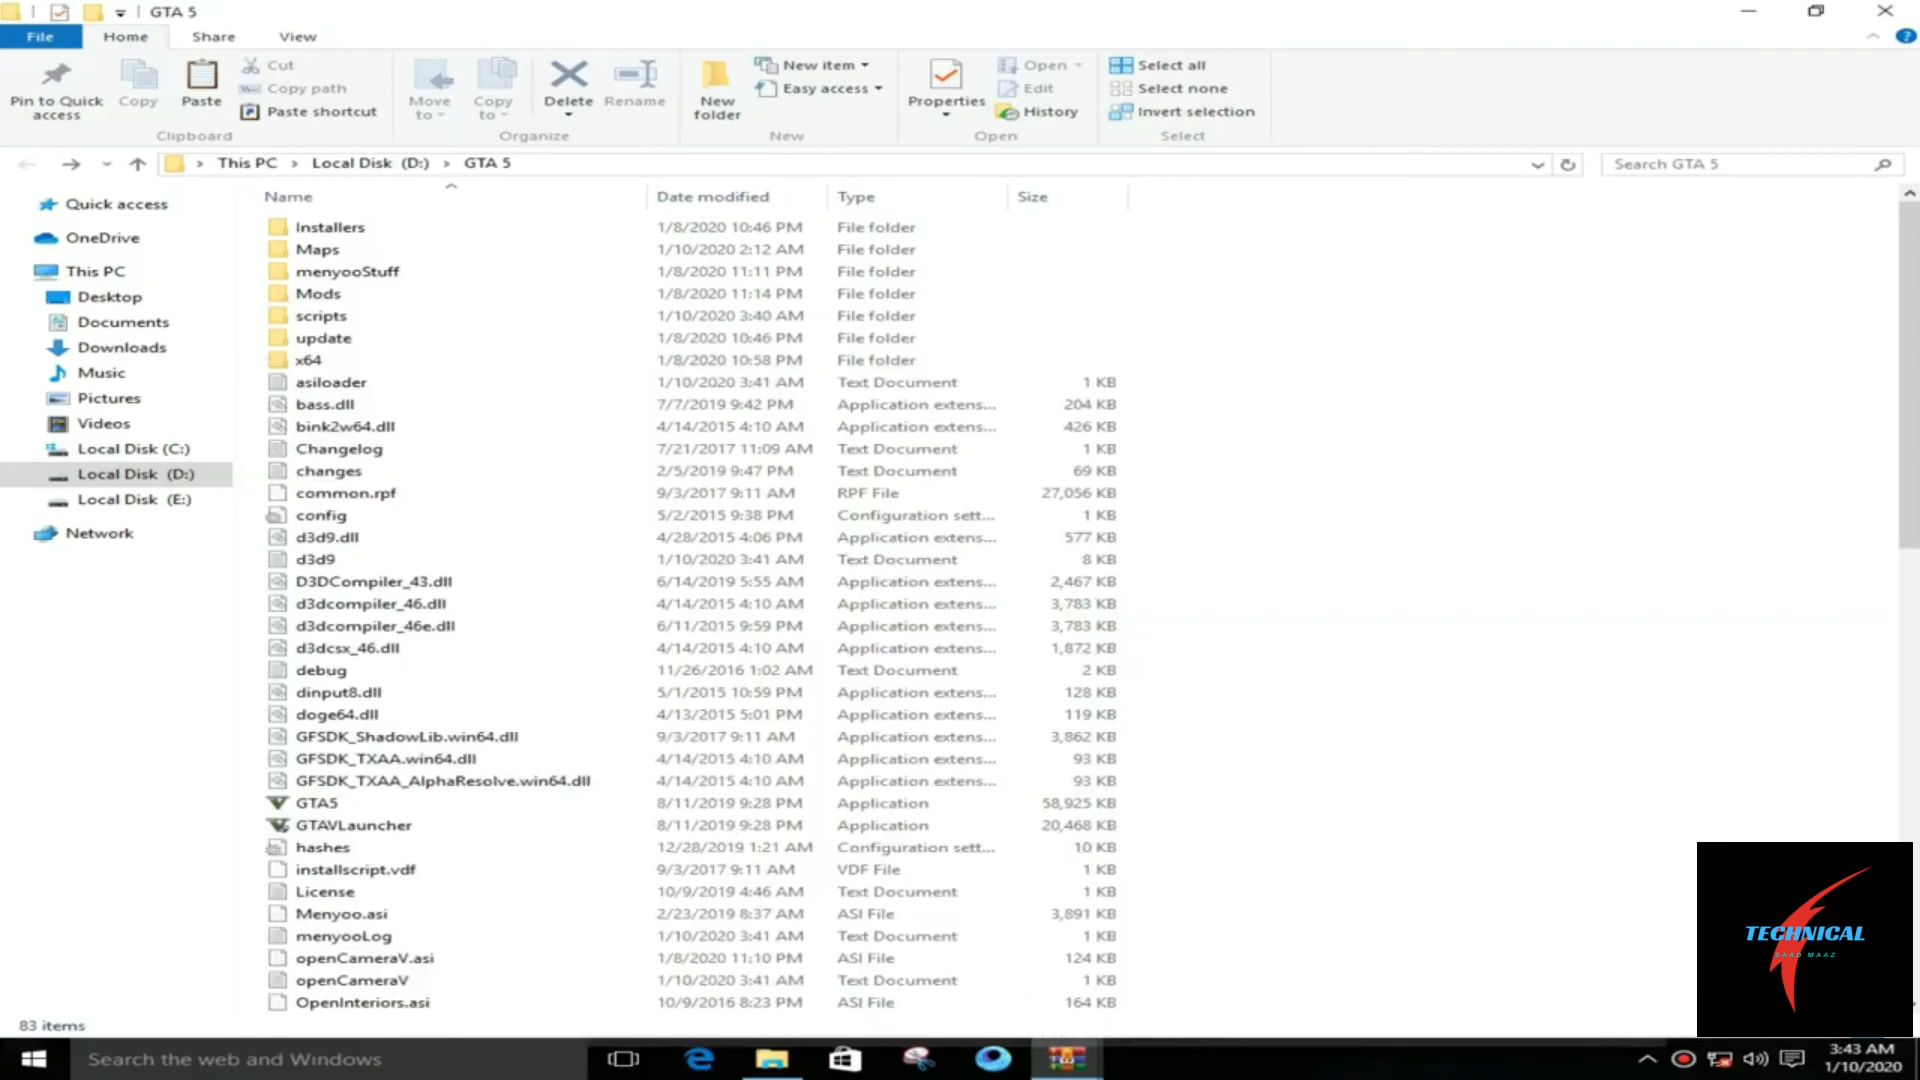 GTA 5
File Home Share View
Pin to Quick access
Copy
Paste
Cut
Copy path
Paste shortcut
Clipboard
Move to
Copy to
Delete
Rename
Organize
New folder
New item
Easy access
New
Properties
Open
Edit
History
Open
Select all
Select none
Invert selection
Select
This PC > Local Disk (D:) > GTA 5
Search GTA 5
Quick access
OneDrive
This PC
Desktop
Documents
Downloads
Music
Pictures
Videos
Local Disk (C:)
Local Disk (D:)
Local Disk (E:)
Network
Name Date modified Type Size
Installers 1/8/2020 10:46 PM File folder
Maps 1/10/2020 2:12 AM File folder
menyooStuff 1/8/2020 11:11 PM File folder
Mods 1/8/2020 11:14 PM File folder
scripts 1/10/2020 3:40 AM File folder
update 1/8/2020 10:46 PM File folder
x64 1/8/2020 10:58 PM File folder
asiloader 1/10/2020 3:41 AM Text Document 1 KB
bass.dll 7/7/2019 9:42 PM Application extens... 204 KB
bink2w64.dll 4/14/2015 4:10 AM Application extens... 426 KB
Changelog 7/21/2017 11:09 AM Text Document 1 KB
changes 2/5/2019 9:47 PM Text Document 69 KB
common.rpf 9/3/2017 9:11 AM RPF File 27,056 KB
config 5/2/2015 9:38 PM Configuration sett... 1 KB
d3d9.dll 4/28/2015 4:06 PM Application extens... 577 KB
d3d9 1/10/2020 3:41 AM Text Document 8 KB
D3DCompiler_43.dll 6/14/2019 5:55 AM Application extens... 2,467 KB
d3dcompiler_46.dll 4/14/2015 4:10 AM Application extens... 3,783 KB
d3dcompiler_46e.dll 6/11/2015 9:59 PM Application extens... 3,783 KB
d3dcsx_46.dll 4/14/2015 4:10 AM Application extens... 1,872 KB
debug 11/26/2016 1:02 AM Text Document 2 KB
dinput8.dll 5/1/2015 10:59 PM Application extens... 128 KB
doge64.dll 4/13/2015 5:01 PM Application extens... 119 KB
GFSDK_ShadowLib.win64.dll 9/3/2017 9:11 AM Application extens... 3,862 KB
GFSDK_TXAA.win64.dll 4/14/2015 4:10 AM Application extens... 93 KB
GFSDK_TXAA_AlphaResolve.win64.dll 4/14/2015 4:10 AM Application extens... 93 KB
GTA5 8/11/2019 9:28 PM Application 58,925 KB
GTAVLauncher 8/11/2019 9:28 PM Application 20,468 KB
hashes 12/28/2019 1:21 AM Configuration sett... 10 KB
installscript.vdf 9/3/2017 9:11 AM VDF File 1 KB
License 10/9/2019 4:46 AM Text Document 1 KB
Menyoo.asi 2/23/2019 8:37 AM ASI File 3,891 KB
menyooLog 1/10/2020 3:41 AM Text Document 1 KB
openCameraV.asi 1/8/2020 11:10 PM ASI File 124 KB
openCameraV 1/10/2020 3:41 AM Text Document 1 KB
OpenInteriors.asi 10/9/2016 8:23 PM ASI File 164 KB
83 items
TECHNICAL
SAAD MAAZ
Search the web and Windows
3:43 AM
1/10/2020